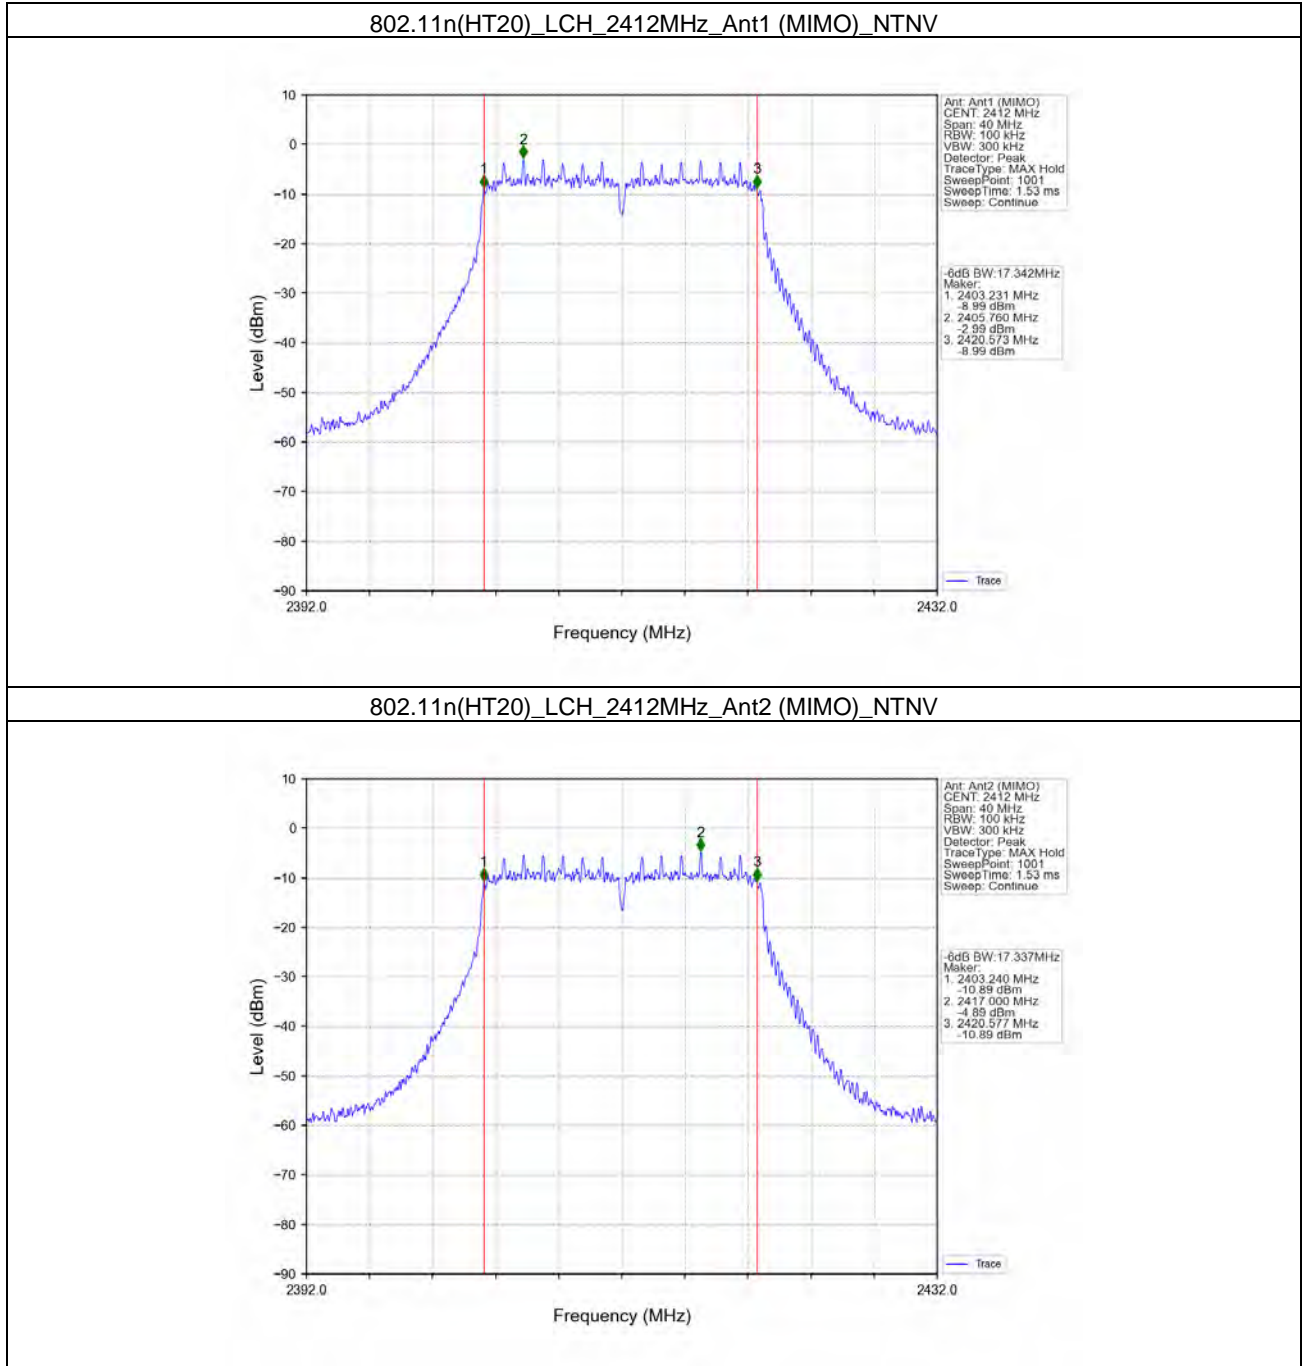 802.11n(HT20)_LCH_2412MHz_Ant1 (MIMO)_NTNV
10
0
−10
−20
−30
−40
−50
−60
−70
−80
−90
Level (dBm)
1
2
3
2392.0
2432.0
Frequency (MHz)
Ant: Ant1 (MIMO)
CENT: 2412 MHz
Span: 40 MHz
RBW: 100 kHz
VBW: 300 kHz
Detector: Peak
TraceType: MAX Hold
SweepPoint: 1001
SweepTime: 1.53 ms
Sweep: Continue
-6dB BW:17.342MHz
Maker:
1. 2403.231 MHz
-8.99 dBm
2. 2405.760 MHz
-2.99 dBm
3. 2420.573 MHz
-8.99 dBm
Trace
802.11n(HT20)_LCH_2412MHz_Ant2 (MIMO)_NTNV
10
0
−10
−20
−30
−40
−50
−60
−70
−80
−90
Level (dBm)
1
2
3
2392.0
2432.0
Frequency (MHz)
Ant: Ant2 (MIMO)
CENT: 2412 MHz
Span: 40 MHz
RBW: 100 kHz
VBW: 300 kHz
Detector: Peak
TraceType: MAX Hold
SweepPoint: 1001
SweepTime: 1.53 ms
Sweep: Continue
-6dB BW:17.337MHz
Maker:
1. 2403.240 MHz
-10.89 dBm
2. 2417.000 MHz
-4.89 dBm
3. 2420.577 MHz
-10.89 dBm
Trace